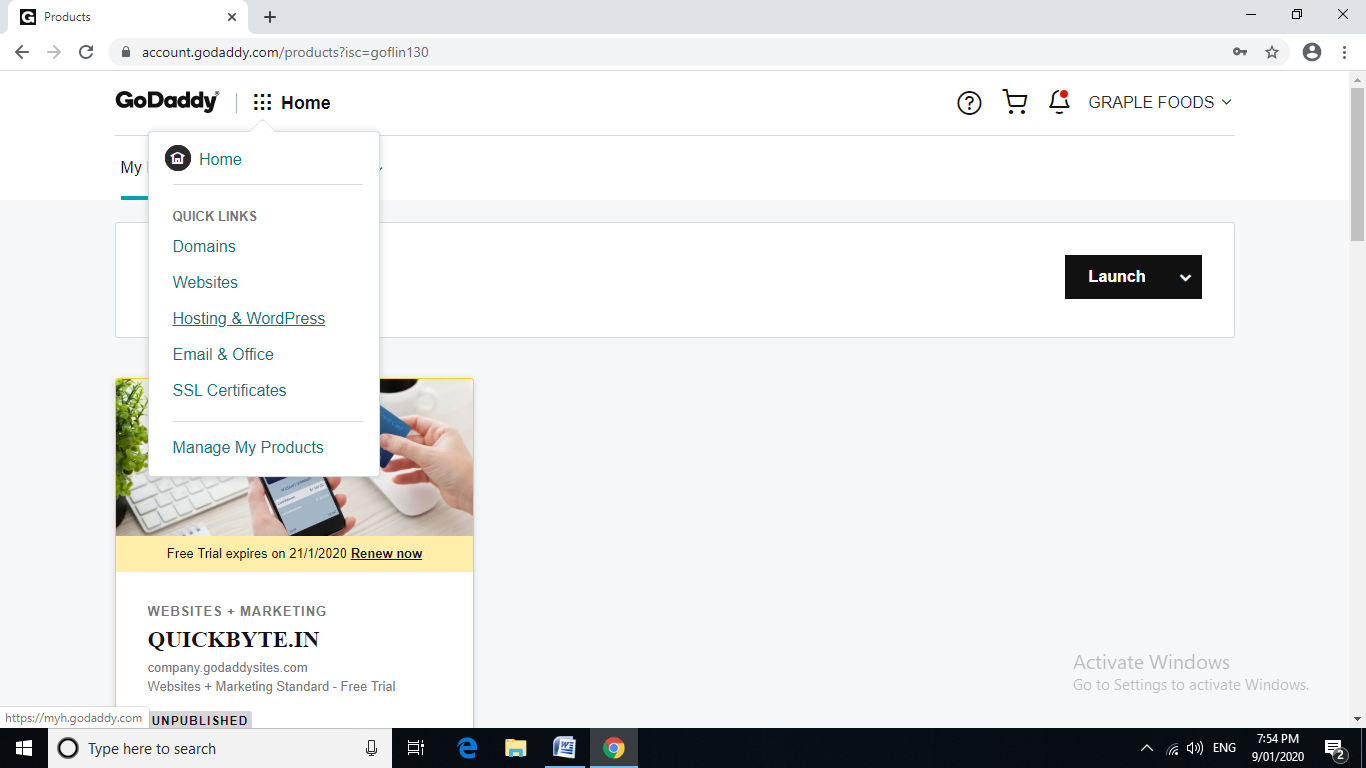 Products
account.godaddy.com/products?isc=goflin130
GoDaddy Home GRAPLE FOODS
Home
My
QUICK LINKS
Domains
Websites
Hosting & WordPress
Email & Office
SSL Certificates
Manage My Products
Launch
Free Trial expires on 21/1/2020 Renew now
WEBSITES + MARKETING
QUICKBYTE.IN
company.godaddysites.com
Websites + Marketing Standard - Free Trial
UNPUBLISHED
https://myh.godaddy.com
Activate Windows
Go to Settings to activate Windows.
Type here to search
ENG
7:54 PM
9/01/2020
2